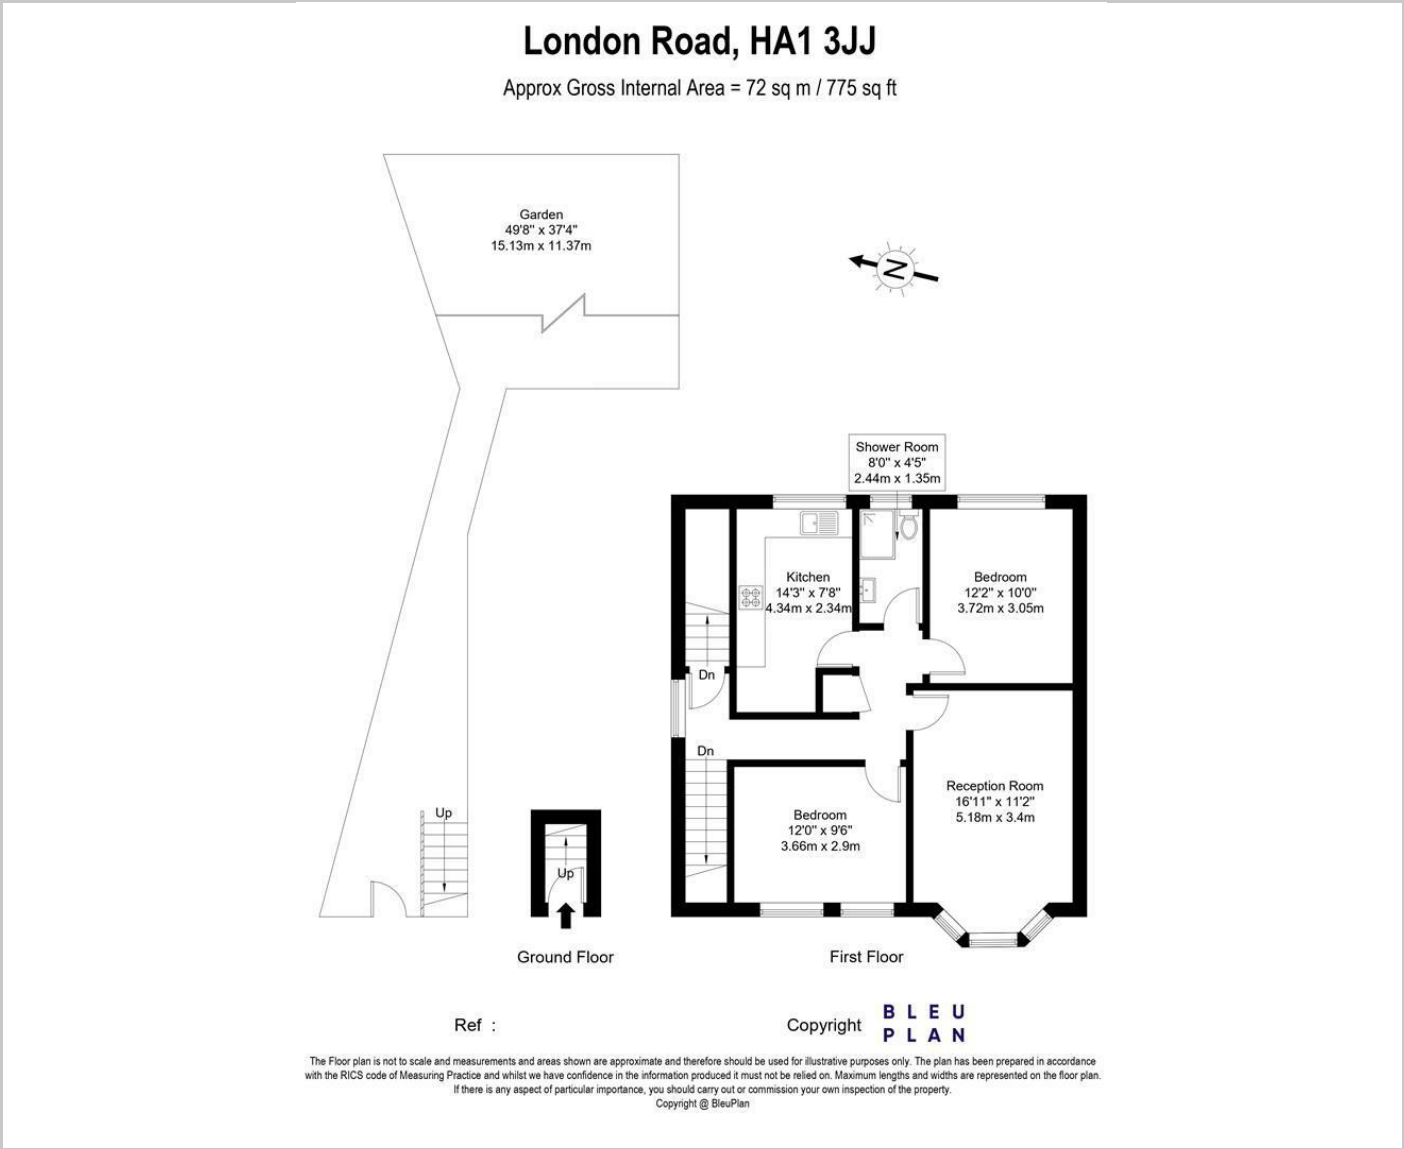 London Road, HA1 3JJ
Approx Gross Internal Area = 72 sq m / 775 sq ft
Garden
49'8" x 37'4"
15.13m x 11.37m
N
Shower Room
8'0" x 4'5"
2.44m x 1.35m
Kitchen
14'3" x 7'8"
4.34m x 2.34m
Bedroom
12'2" x 10'0"
3.72m x 3.05m
Dn
Dn
Reception Room
16'11" x 11'2"
5.18m x 3.4m
Bedroom
12'0" x 9'6"
3.66m x 2.9m
Up
Up
Ground Floor
First Floor
Ref :
Copyright
BLEU
PLAN
The Floor plan is not to scale and measurements and areas shown are approximate and therefore should be used for illustrative purposes only. The plan has been prepared in accordance
with the RICS code of Measuring Practice and whilst we have confidence in the information produced it must not be relied on. Maximum lengths and widths are represented on the floor plan.
If there is any aspect of particular importance, you should carry out or commission your own inspection of the property.
Copyright @ BleuPlan